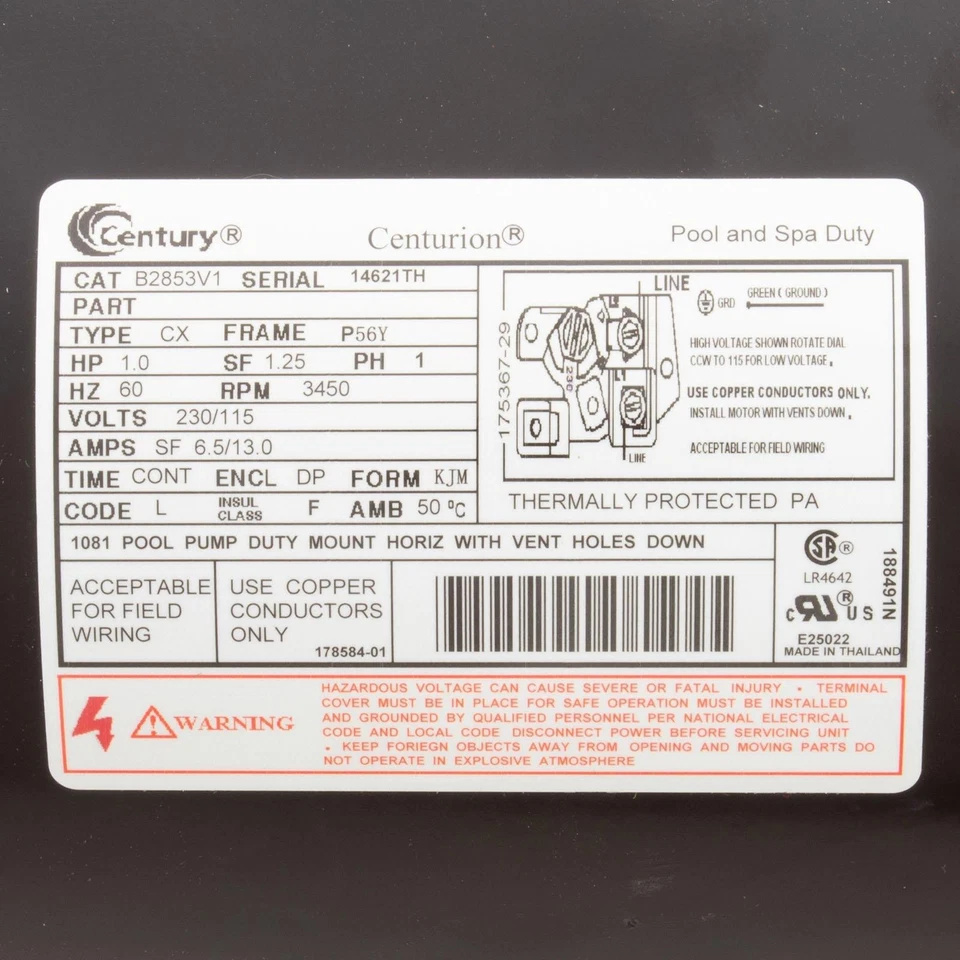 Century®
Centurion®
Pool and Spa Duty
CAT B2853V1 SERIAL 14621TH
PART
TYPE CX FRAME P56Y
HP 1.0 SF 1.25 PH 1
HZ 60 RPM 3450
VOLTS 230/115
AMPS SF 6.5/13.0
TIME CONT ENCL DP FORM KJM
CODE L INSUL CLASS F AMB 50 °C
175367-29
LINE
L2
230
L1
LINE
GRD GREEN ( GROUND )
HIGH VOLTAGE SHOWN ROTATE DIAL
CCW TO 115 FOR LOW VOLTAGE.
USE COPPER CONDUCTORS ONLY.
INSTALL MOTOR WITH VENTS DOWN.
ACCEPTABLE FOR FIELD WIRING
THERMALLY PROTECTED PA
1081 POOL PUMP DUTY MOUNT HORIZ WITH VENT HOLES DOWN
ACCEPTABLE
FOR FIELD
WIRING
USE COPPER
CONDUCTORS
ONLY
178584-01
SA ®
LR4642
c RU ® US
E25022
MADE IN THAILAND
188491N
WARNING
HAZARDOUS VOLTAGE CAN CAUSE SEVERE OR FATAL INJURY • TERMINAL
COVER MUST BE IN PLACE FOR SAFE OPERATION MUST BE INSTALLED
AND GROUNDED BY QUALIFIED PERSONNEL PER NATIONAL ELECTRICAL
CODE AND LOCAL CODE DISCONNECT POWER BEFORE SERVICING UNIT
• KEEP FORIEGN OBJECTS AWAY FROM OPENING AND MOVING PARTS DO
NOT OPERATE IN EXPLOSIVE ATMOSPHERE